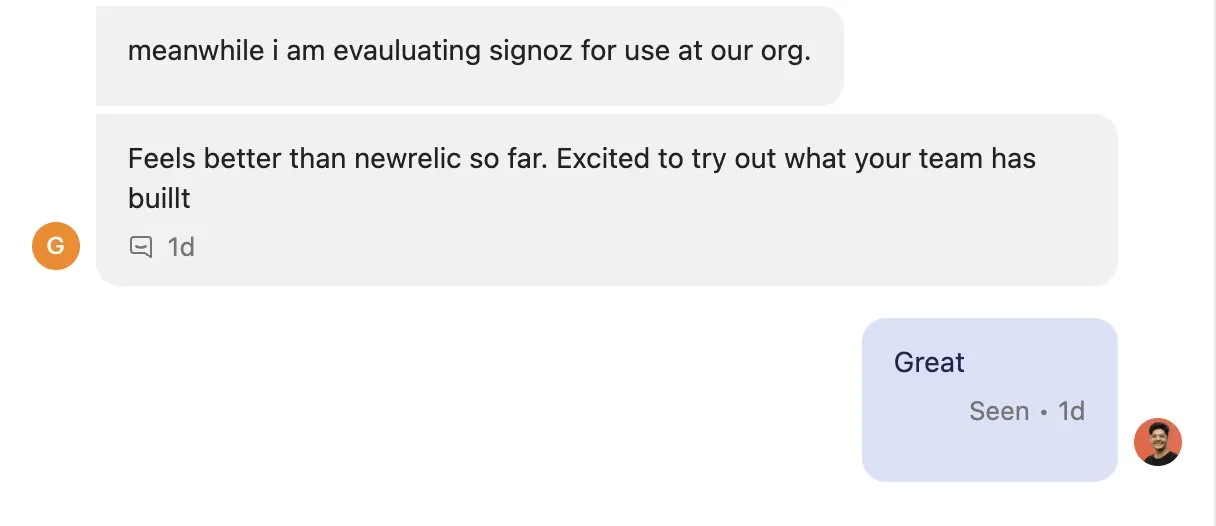 meanwhile i am evauluating signoz for use at our org.
Feels better than newrelic so far. Excited to try out what your team has
buillt
G
1d
Great
Seen • 1d